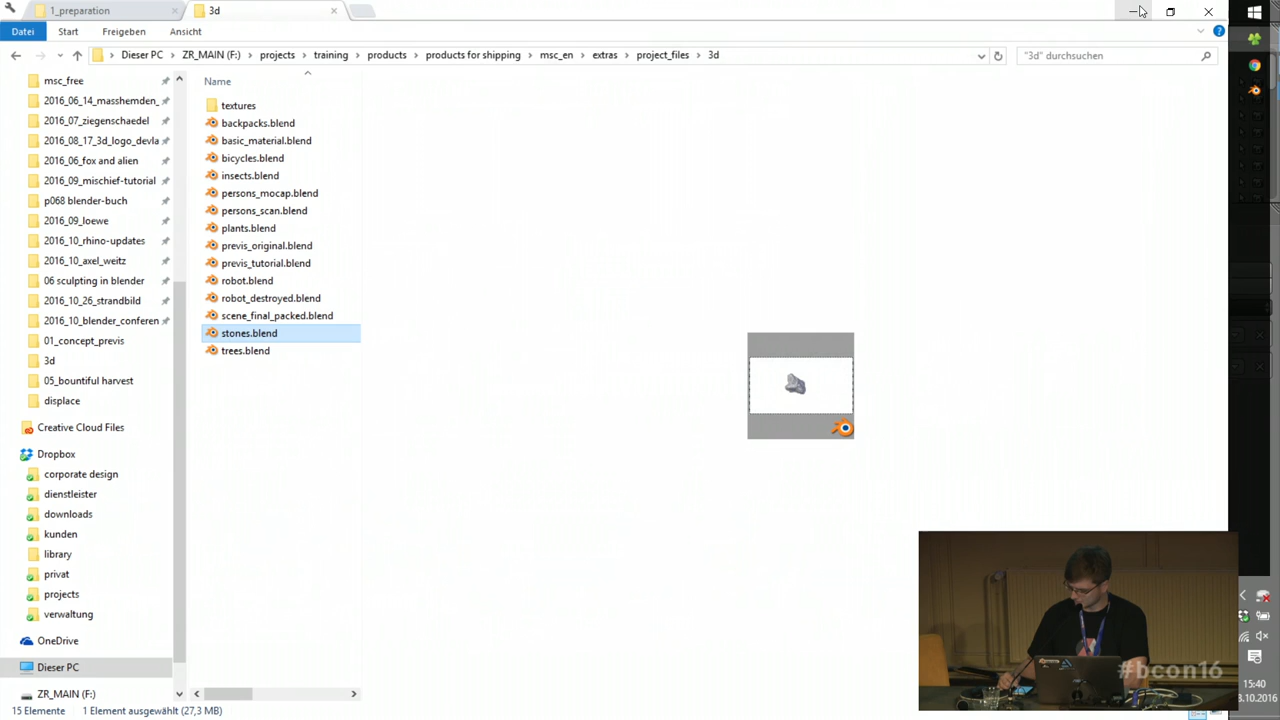 1_preparation
3d
Datei
Start
Freigeben
Ansicht
Dieser PC
ZR_MAIN (F:)
projects
training
products
products for shipping
msc_en
extras
project_files
3d
"3d" durchsuchen
msc_free
2016_06_14_masshemden_
2016_07_ziegenschaedel
2016_08_17_3d_logo_devla
2016_06_fox and alien
2016_09_mischief-tutorial
p068 blender-buch
2016_09_loewe
2016_10_rhino-updates
2016_10_axel_weitz
06 sculpting in blender
2016_10_26_strandbild
2016_10_blender_conferen
01_concept_previs
3d
05_bountiful harvest
displace
Creative Cloud Files
Dropbox
corporate design
dienstleister
downloads
kunden
library
privat
projects
verwaltung
OneDrive
Dieser PC
ZR_MAIN (F:)
Name
textures
backpacks.blend
basic_material.blend
bicycles.blend
insects.blend
persons_mocap.blend
persons_scan.blend
plants.blend
previs_original.blend
previs_tutorial.blend
robot.blend
robot_destroyed.blend
scene_final_packed.blend
stones.blend
trees.blend
#bcon16
15:40
8.10.2016
15 Elemente
1 Element ausgewählt (27,3 MB)